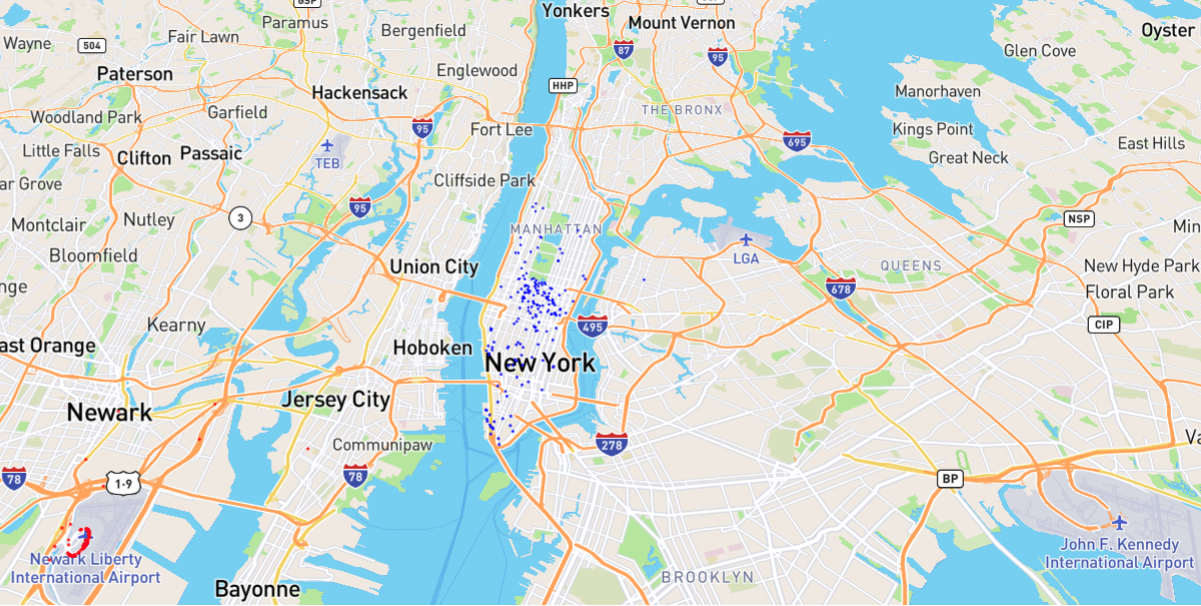 GSP
Yonkers
Paramus
Mount Vernon
Bergenfield
Oyster
Wayne
504
Fair Lawn
87
95
Glen Cove
Paterson
Englewood
HHP
Hackensack
Manorhaven
Woodland Park
Garfield
THE BRONX
95
Fort Lee
Kings Point
695
East Hills
Little Falls
Clifton
Passaic
TEB
Great Neck
ar Grove
Cliffside Park
95
Montclair
Nutley
3
NSP
MANHATTAN
Min
Bloomfield
LGA
Union City
QUEENS
New Hyde Park
nge
678
Floral Park
Kearny
495
CIP
ast Orange
Hoboken
New York
Jersey City
Newark
Communipaw
278
Va
78
1-9
78
BP
Newark Liberty
International Airport
John F. Kennedy
International Airport
Bayonne
BROOKLYN